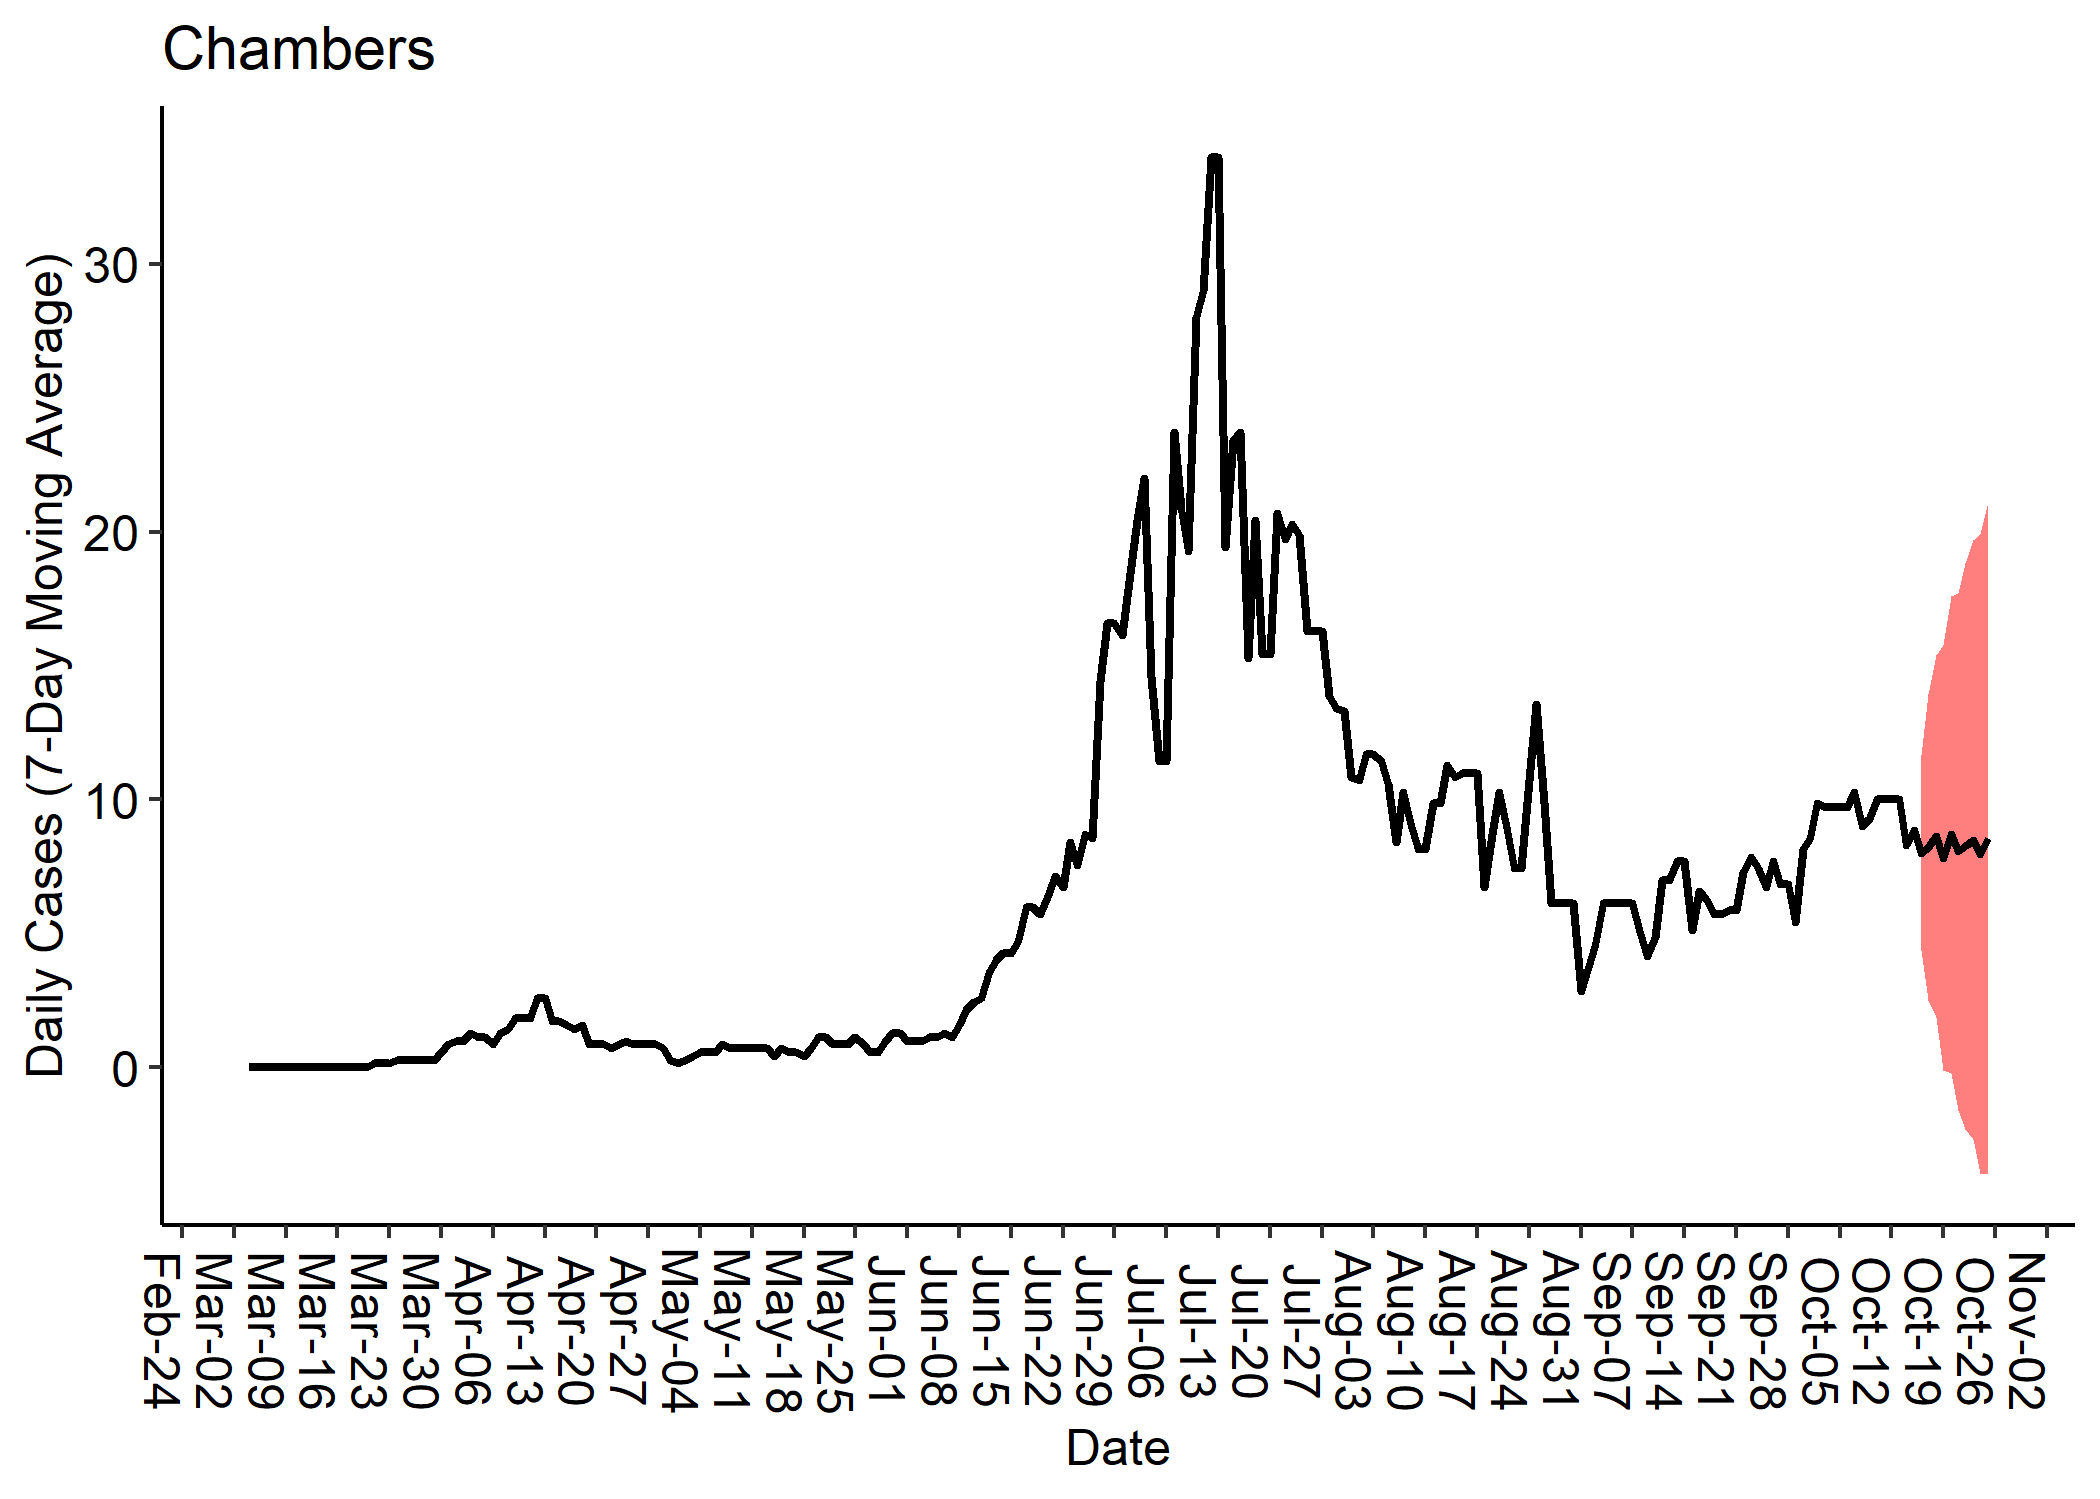 Chambers
Daily Cases (7-Day Moving Average)
30
20
10
0
Feb-24
Mar-02
Mar-09
Mar-16
Mar-23
Mar-30
Apr-06
Apr-13
Apr-20
Apr-27
May-04
May-11
May-18
May-25
Jun-01
Jun-08
Jun-15
Jun-22
Jun-29
Jul-06
Jul-13
Jul-20
Jul-27
Aug-03
Aug-10
Aug-17
Aug-24
Aug-31
Sep-07
Sep-14
Sep-21
Sep-28
Oct-05
Oct-12
Oct-19
Oct-26
Nov-02
Date